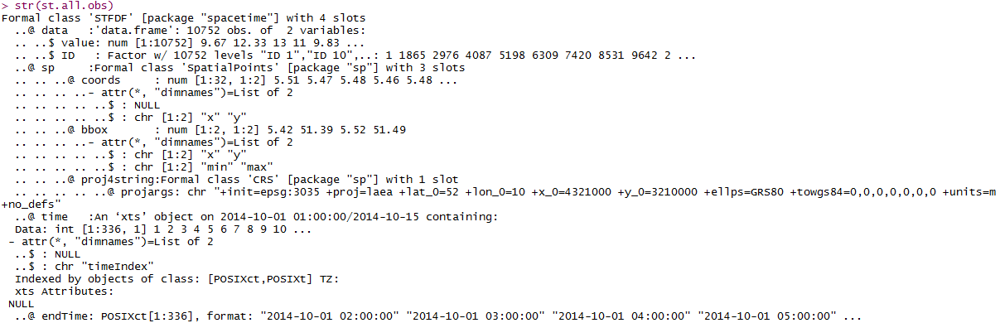 > str(st.all.obs)
Formal class 'STFDF' [package "spacetime"] with 4 slots
  ..@ data   :'data.frame': 10752 obs. of  2 variables:
  .. ..$ value: num [1:10752] 9.67 12.33 13 11 9.83 ...
  .. ..$ ID   : Factor w/ 10752 levels "ID 1","ID 10",..: 1 1865 2976 4087 5198 6309 7420 8531 9642 2 ...
  ..@ sp     :Formal class 'SpatialPoints' [package "sp"] with 3 slots
  .. .. ..@ coords     : num [1:32, 1:2] 5.51 5.47 5.48 5.46 5.48 ...
  .. .. .. ..- attr(*, "dimnames")=List of 2
  .. .. .. .. ..$ : NULL
  .. .. .. .. ..$ : chr [1:2] "x" "y"
  .. .. ..@ bbox       : num [1:2, 1:2] 5.42 51.39 5.52 51.49
  .. .. .. ..- attr(*, "dimnames")=List of 2
  .. .. .. .. ..$ : chr [1:2] "x" "y"
  .. .. .. .. ..$ : chr [1:2] "min" "max"
  .. .. ..@ proj4string:Formal class 'CRS' [package "sp"] with 1 slot
  .. .. .. .. ..@ projargs: chr "+init=epsg:3035 +proj=laea +lat_0=52 +lon_0=10 +x_0=4321000 +y_0=3210000 +ellps=GRS80 +towgs84=0,0,0,0,0,0,0 +units=m
+no_defs"
  ..@ time   :An ‘xts’ object on 2014-10-01 01:00:00/2014-10-15 containing:
  Data: int [1:336, 1] 1 2 3 4 5 6 7 8 9 10 ...
 - attr(*, "dimnames")=List of 2
  ..$ : NULL
  ..$ : chr "timeIndex"
  Indexed by objects of class: [POSIXct,POSIXt] TZ:
  xts Attributes:
 NULL
  ..@ endTime: POSIXct[1:336], format: "2014-10-01 02:00:00" "2014-10-01 03:00:00" "2014-10-01 04:00:00" "2014-10-01 05:00:00" ...